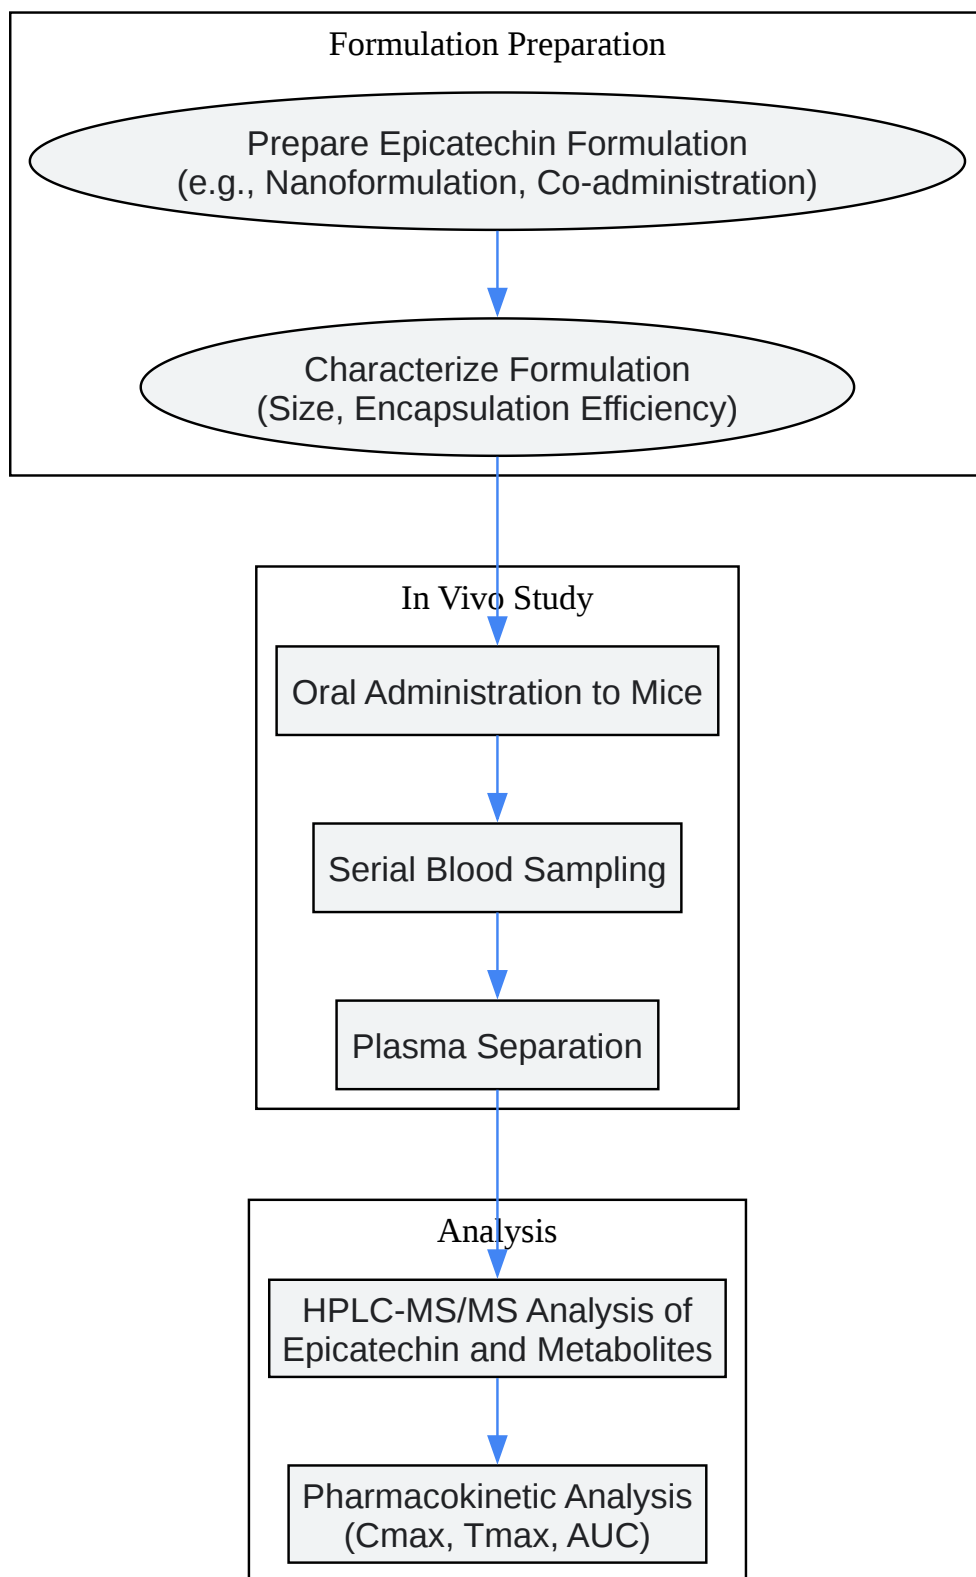 Formulation Preparation
Prepare Epicatechin Formulation
(e.g., Nanoformulation, Co-administration)
Characterize Formulation
(Size, Encapsulation Efficiency)
In Vivo Study
Oral Administration to Mice
Serial Blood Sampling
Plasma Separation
Analysis
HPLC-MS/MS Analysis of
Epicatechin and Metabolites
Pharmacokinetic Analysis
(Cmax, Tmax, AUC)